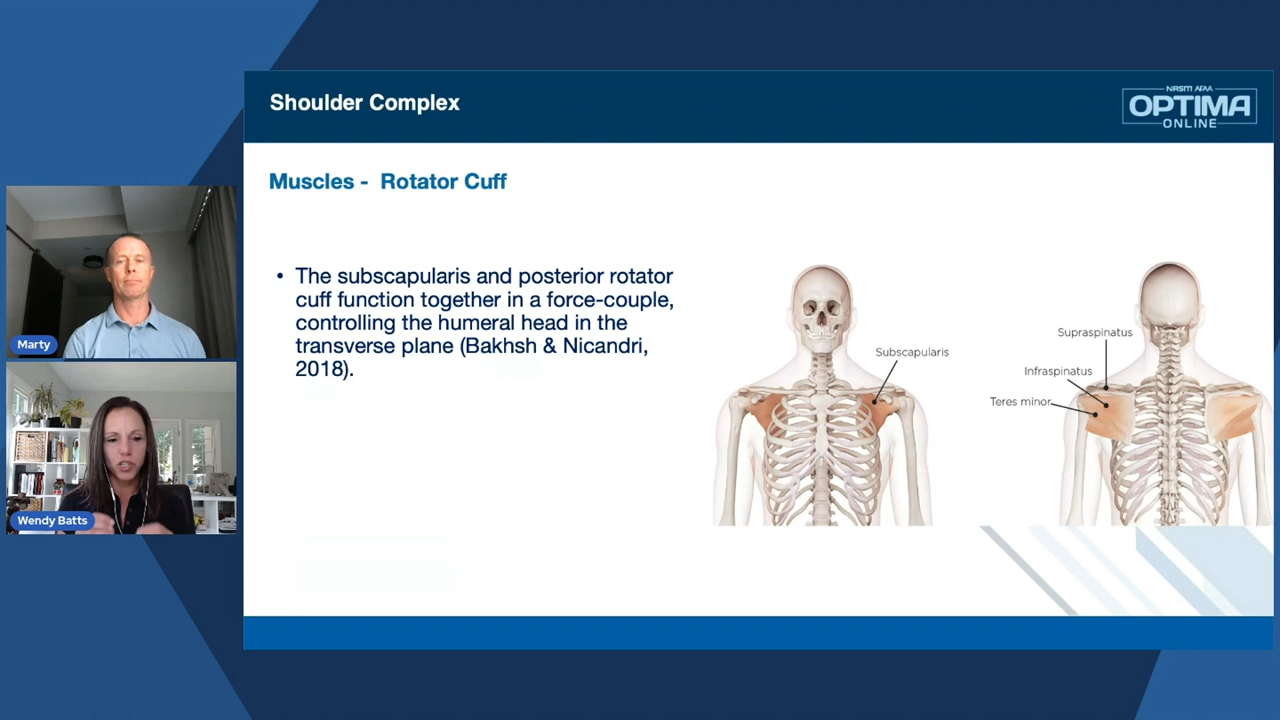 Shoulder Complex
NASM AFAA
OPTIMA
ONLINE
Muscles - Rotator Cuff
• The subscapularis and posterior rotator
cuff function together in a force-couple,
controlling the humeral head in the
transverse plane (Bakhsh & Nicandri,
2018).
Subscapularis
Supraspinatus
Infraspinatus
Teres minor
Marty
Wendy Batts